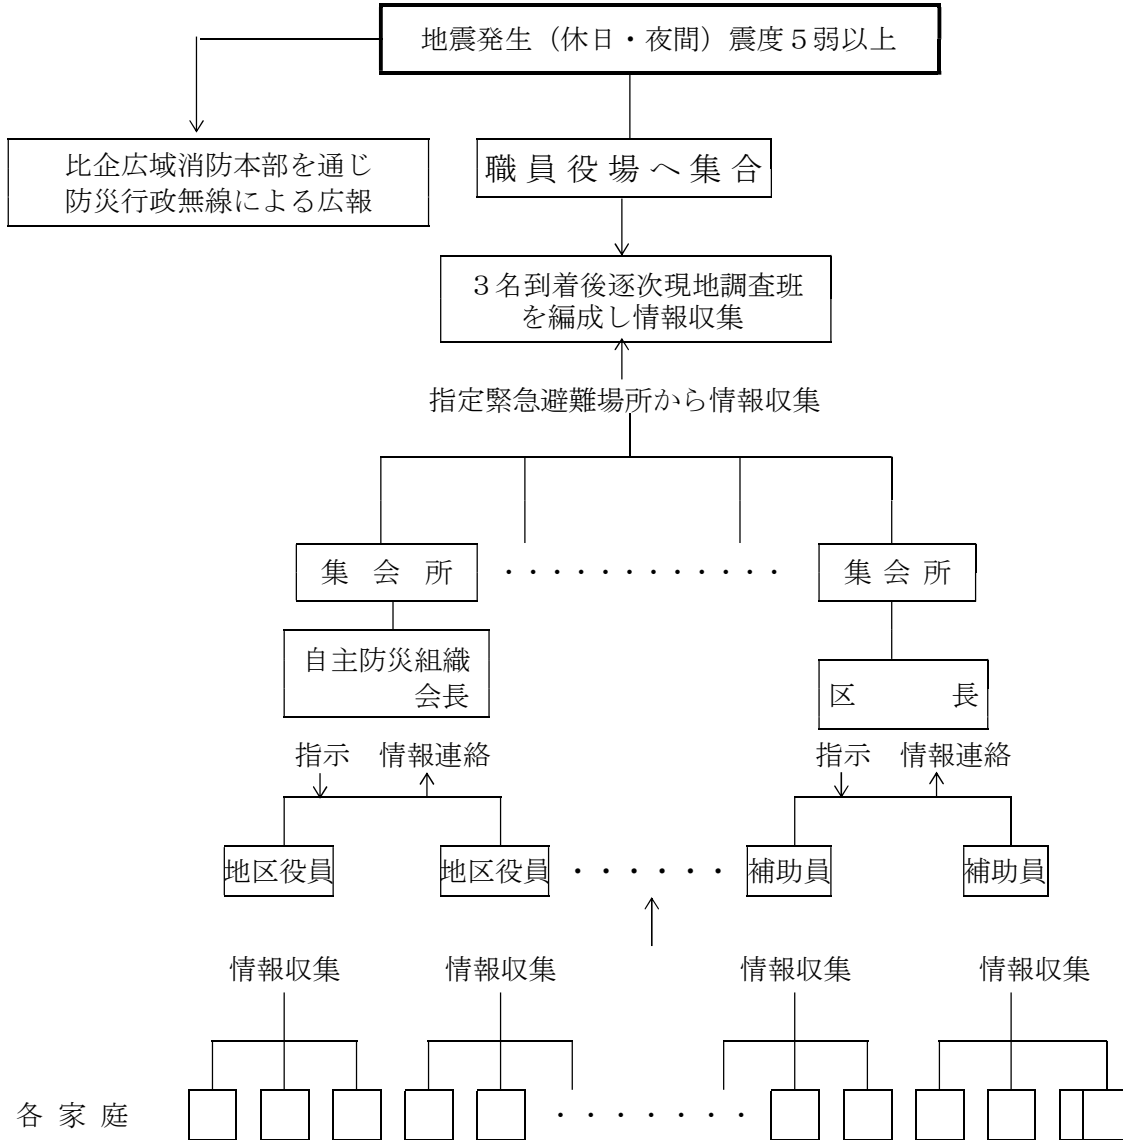 地震発生（休日・夜間）震度５弱以上
比企広域消防本部を通じ
防災行政無線による広報
職員役場へ集合
３名到着後逐次現地調査班
を編成し情報収集
指定緊急避難場所から情報収集
集会所 ・・・・・・・・・・・・ 集会所
自主防災組織
会長
区長
指示 情報連絡 指示 情報連絡
地区役員 地区役員 ・・・・・・ 補助員 補助員
情報収集 情報収集 情報収集 情報収集
各家庭 ・・・・・・・